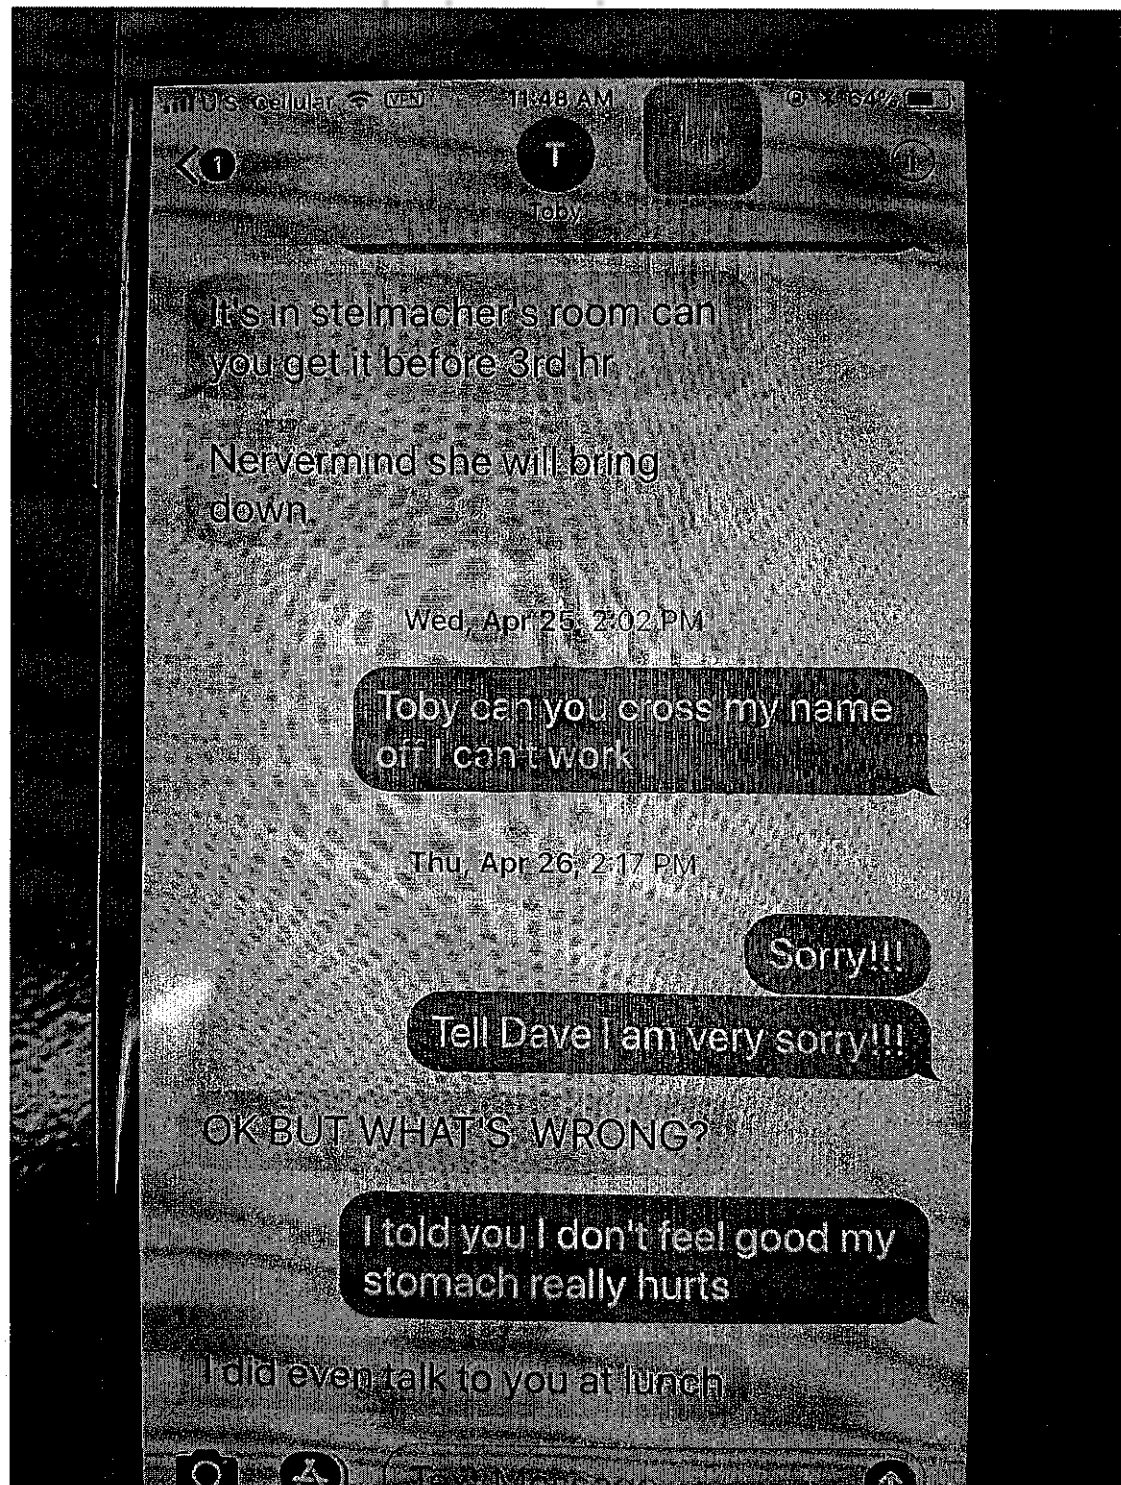 U.S. Cellular VPN 11:48 AM 64%
1
T
Toby
It's in stelmacher's room can
you get it before 3rd hr
Nervermind she will bring
down.
Wed, Apr 25, 2:02 PM
Toby can you cross my name
off I can't work
Thu, Apr 26, 2:17 PM
Sorry!!!
Tell Dave I am very sorry!!!
OK BUT WHAT'S WRONG?
I told you I don't feel good my
stomach really hurts
I did even talk to you at lunch